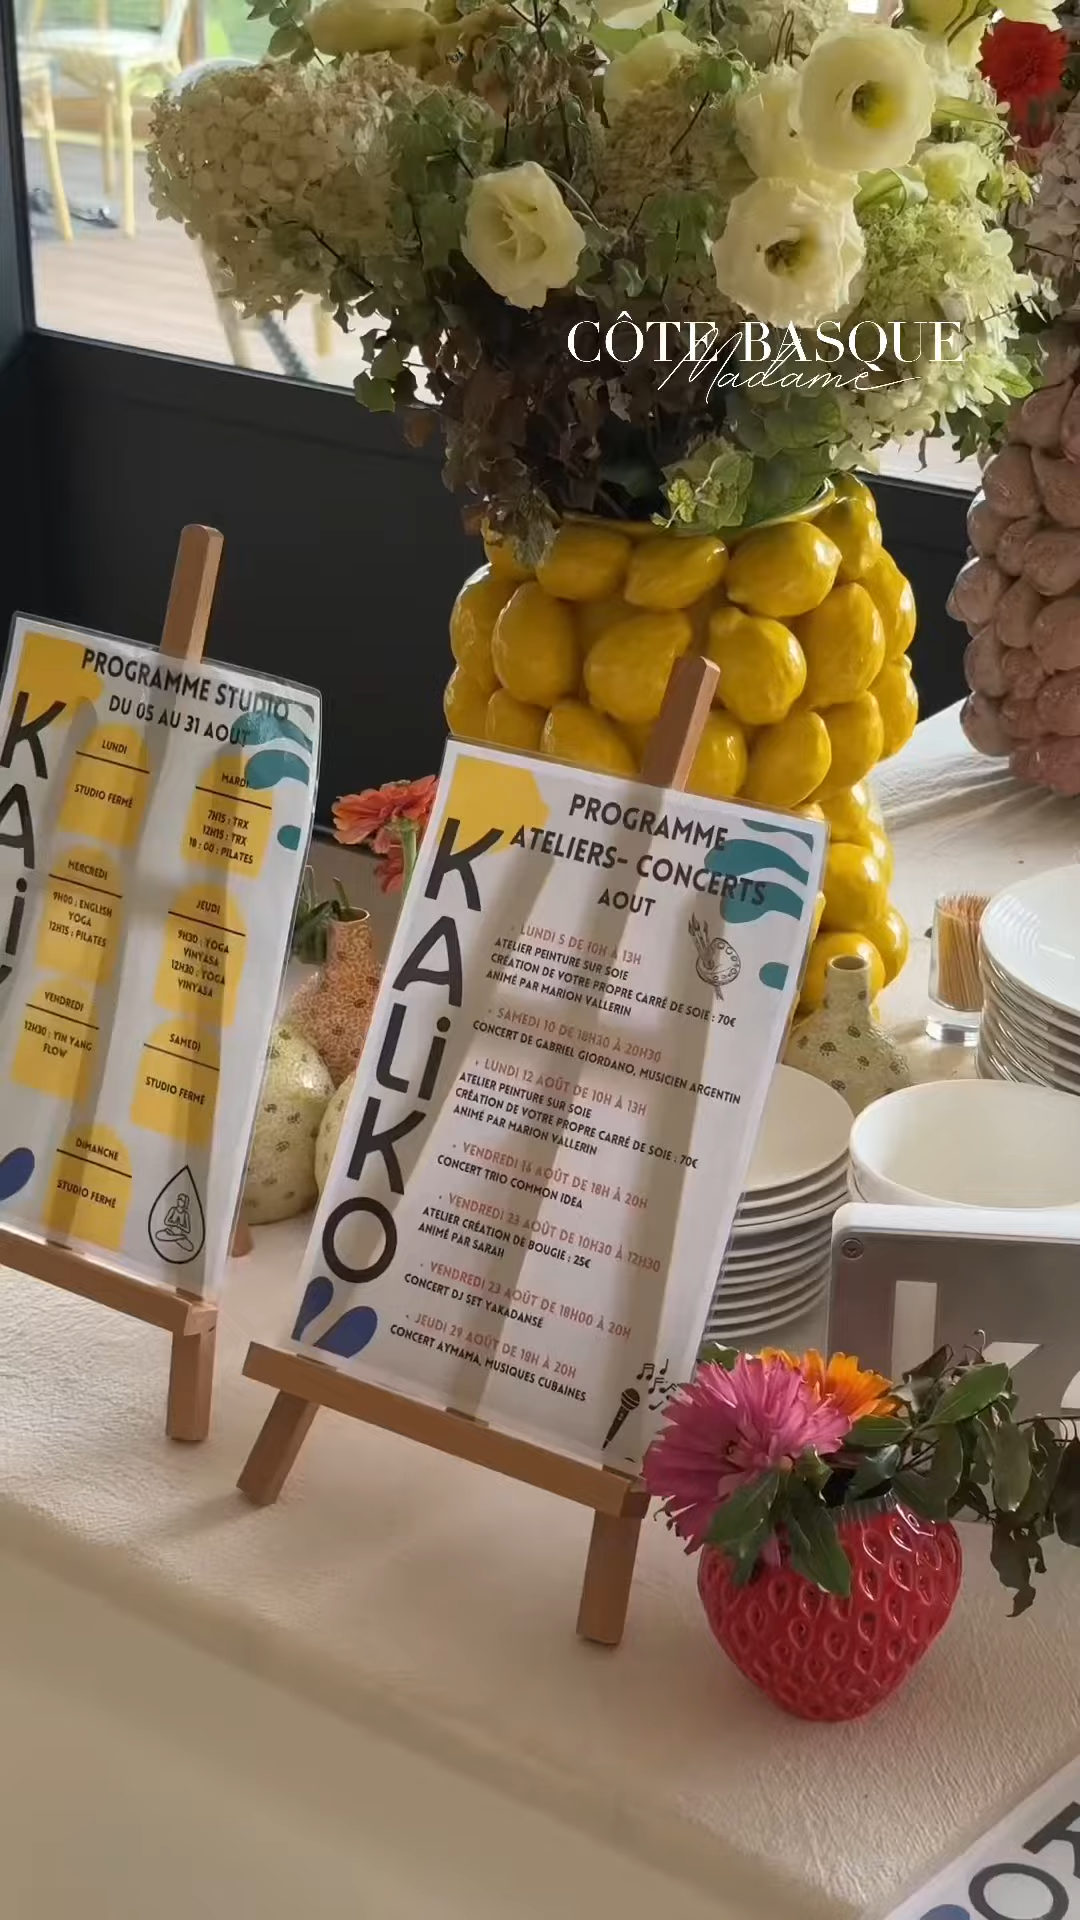 CÔTE BASQUE
Madame
PROGRAMME STUDIO
DU 05 AU 31 AOUT
LUNDI
STUDIO FERMÉ
MARDI
7H15 : TRX
12H15 : TRX
18 : 00 : PILATES
MERCREDI
9H00 : ENGLISH
YOGA
12H15 : PILATES
JEUDI
9H30 : YOGA
VINYASA
12H30 : YOGA
VINYASA
VENDREDI
12H30 : YIN YANG
FLOW
SAMEDI
STUDIO FERMÉ
DIMANCHE
STUDIO FERMÉ
KALiKO
PROGRAMME
ATELIERS- CONCERTS
AOUT
• LUNDI 5 DE 10H À 13H
ATELIER PEINTURE SUR SOIE
CRÉATION DE VOTRE PROPRE CARRÉ DE SOIE : 70€
ANIMÉ PAR MARION VALLERIN
• SAMEDI 10 DE 18H30 À 20H30
CONCERT DE GABRIEL GIORDANO, MUSICIEN ARGENTIN
• LUNDI 12 AOÛT DE 10H À 13H
ATELIER PEINTURE SUR SOIE
CRÉATION DE VOTRE PROPRE CARRÉ DE SOIE : 70€
ANIMÉ PAR MARION VALLERIN
• VENDREDI 16 AOÛT DE 18H À 20H
CONCERT TRIO COMMON IDEA
• VENDREDI 23 AOÛT DE 10H30 À 12H30
ATELIER CRÉATION DE BOUGIE : 25€
ANIMÉ PAR SARAH
• VENDREDI 23 AOÛT DE 18H00 À 20H
CONCERT DJ SET YAKADANSÉ
• JEUDI 29 AOÛT DE 18H À 20H
CONCERT AYMAMA, MUSIQUES CUBAINES